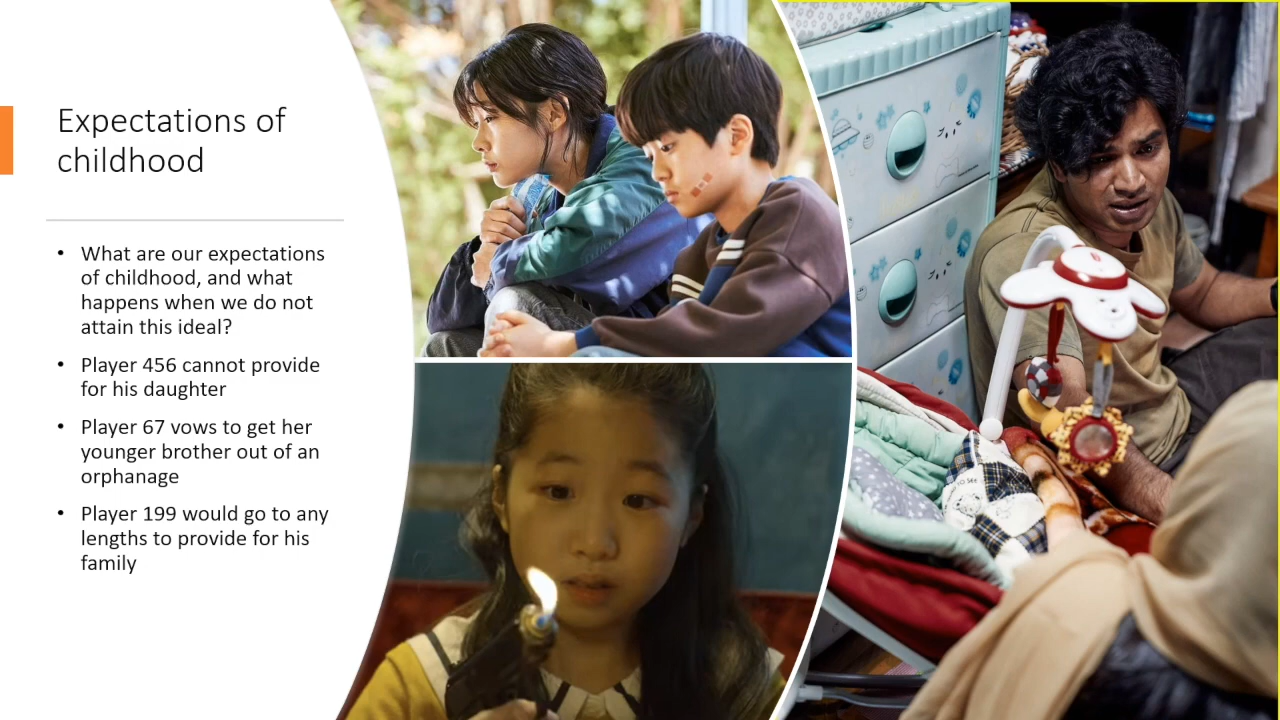 Expectations of
childhood
• What are our expectations
of childhood, and what
happens when we do not
attain this ideal?
• Player 456 cannot provide
for his daughter
• Player 67 vows to get her
younger brother out of an
orphanage
• Player 199 would go to any
lengths to provide for his
family